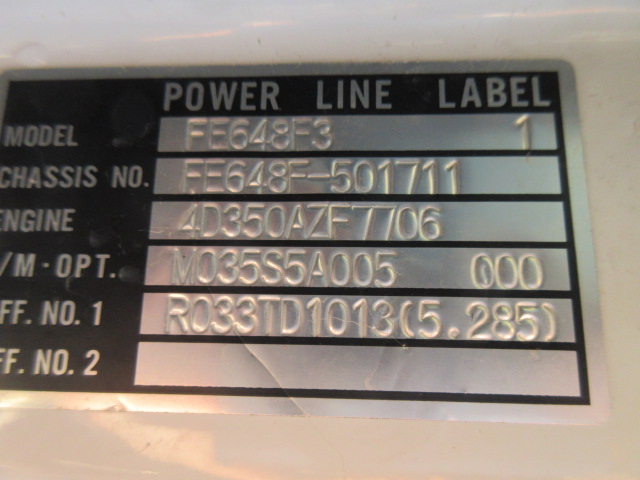 POWER LINE LABEL
MODEL FE648F3 1
CHASSIS NO. FE648F-501711
ENGINE 4D350AZF7706
/M-OPT. M035S5A005 000
FF. NO. 1 R033TD1013(5.285)
FF. NO. 2